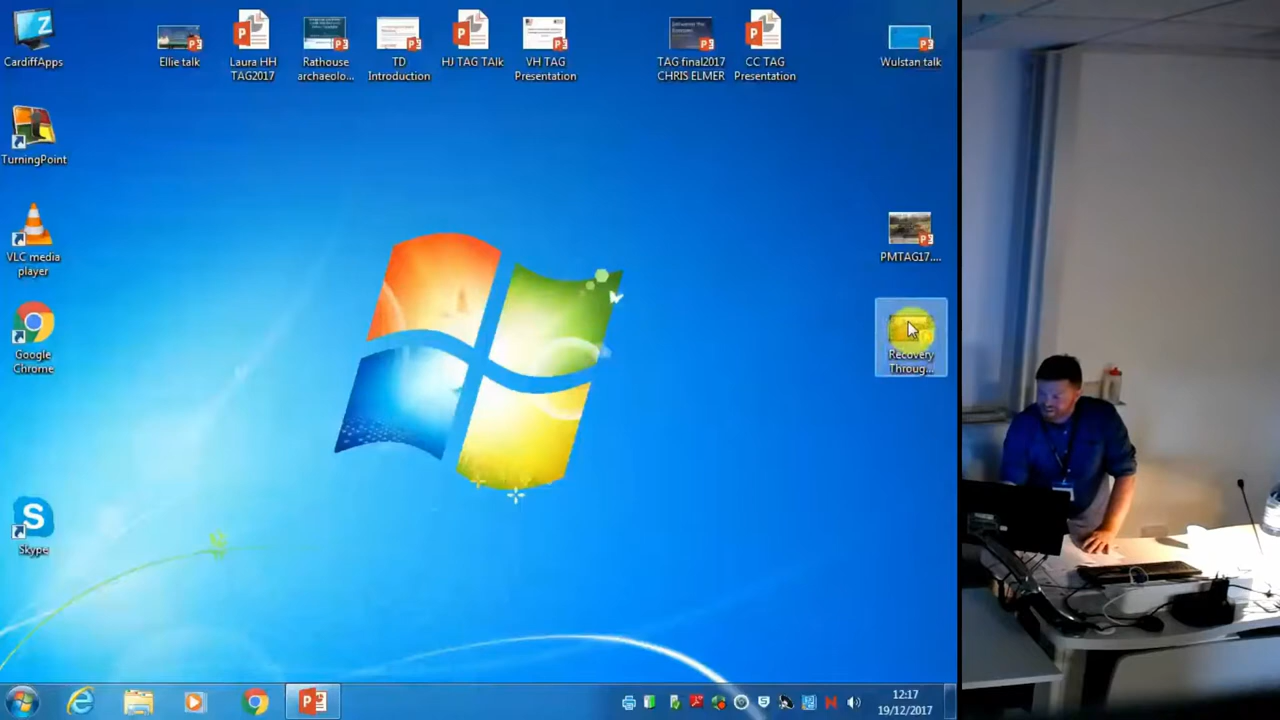 CardiffApps
Ellie talk
Laura HH
TAG2017
Rathouse
archaeolo...
TD
Introduction
HJ TAG TAlk
VH TAG
Presentation
TAG final2017
CHRIS ELMER
CC TAG
Presentation
Wulstan talk
TurningPoint
VLC media
player
PMTAG17....
Google
Chrome
Recovery
Throug...
Skype
12:17
19/12/2017